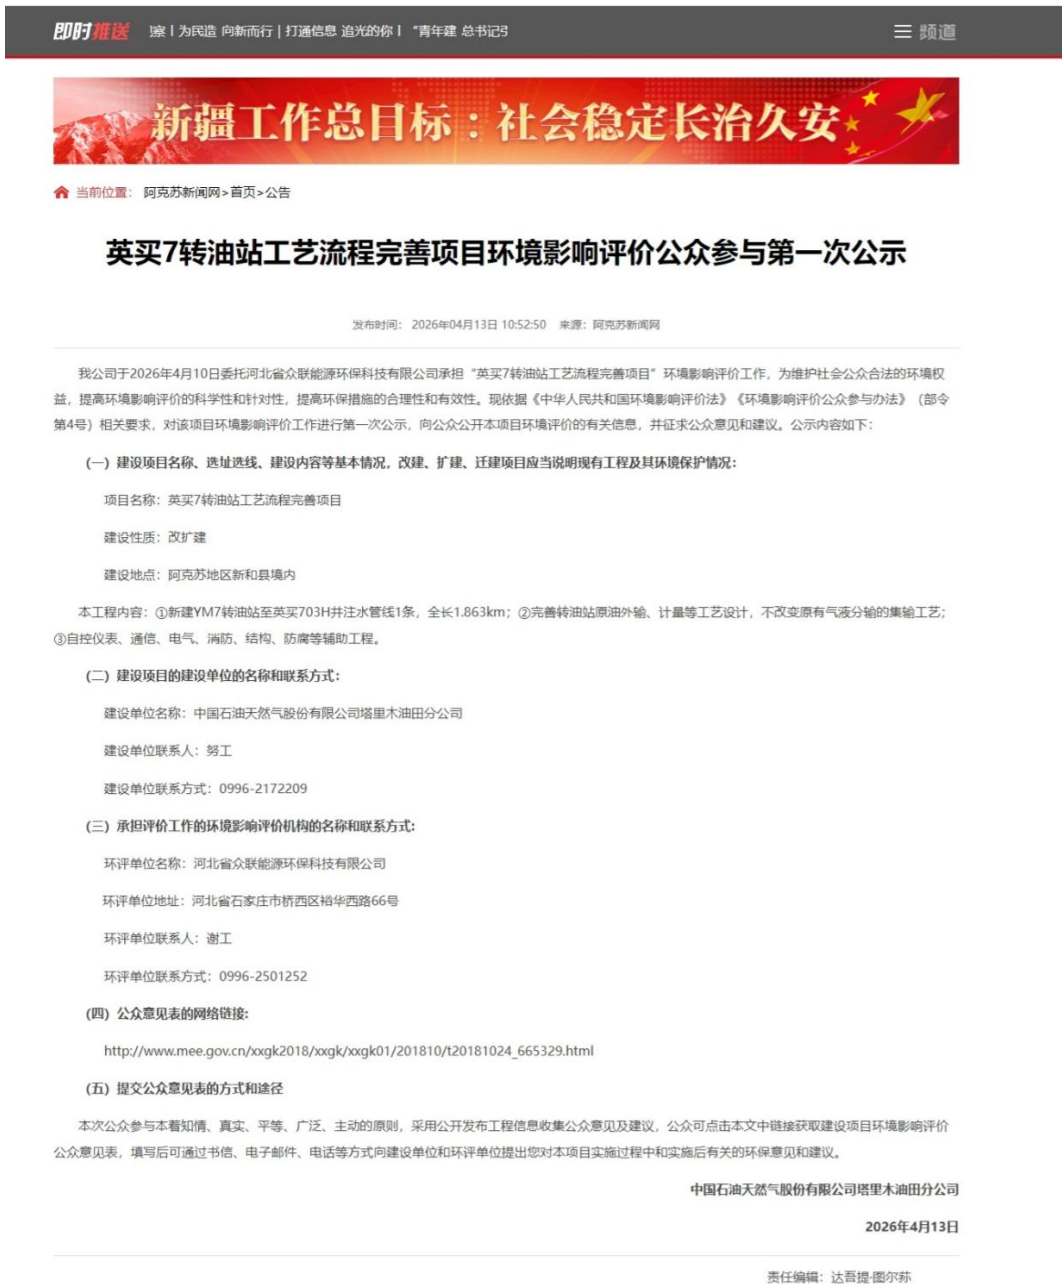 即时推送 察丨为民造 向新而行 | 打通信息 追光的你丨 “青年建 总书记
频道
新疆工作总目标：社会稳定长治久安
当前位置： 阿克苏新闻网>首页>公告
英买7转油站工艺流程完善项目环境影响评价公众参与第一次公示
发布时间： 2026年04月13日 10:52:50 来源：阿克苏新闻网
我公司于2026年4月10日委托河北省众联能源环保科技有限公司承担“英买7转油站工艺流程完善项目”环境影响评价工作，为维护社会公众合法的环境权
益，提高环境影响评价的科学性和针对性，提高环保措施的合理性和有效性。现依据《中华人民共和国环境影响评价法》《环境影响评价公众参与办法》（部令
第4号）相关要求，对该项目环境影响评价工作进行第一次公示，向公众公开本项目环境评价的有关信息，并征求公众意见和建议。公示内容如下：
(一）建设项目名称、选址选线、建设内容等基本情况，改建、扩建、迁建项目应当说明现有工程及其环境保护情况：
项目名称：英买7转油站工艺流程完善项目
建设性质：改扩建
建设地点：阿克苏地区新和县境内
本工程内容：①新建YM7转油站至英买703H井注水管线1条，全长1.863km；②完善转油站原油外输、计量等工艺设计，不改变原有气液分输的集输工艺；
③自控仪表、通信、电气、消防、结构、防腐等辅助工程。
(二）建设项目的建设单位的名称和联系方式：
建设单位名称：中国石油天然气股份有限公司塔里木油田分公司
建设单位联系人：努工
建设单位联系方式：0996-2172209
(三）承担评价工作的环境影响评价机构的名称和联系方式：
环评单位名称：河北省众联能源环保科技有限公司
环评单位地址：河北省石家庄市桥西区裕华西路66号
环评单位联系人：谢工
环评单位联系方式：0996-2501252
(四）公众意见表的网络链接：
http://www.mee.gov.cn/xxgk2018/xxgk/xxgk01/201810/t20181024_665329.html
(五）提交公众意见表的方式和途径
本次公众参与本着知情、真实、平等、广泛、主动的原则，采用公开发布工程信息收集公众意见及建议，公众可点击本文中链接获取建设项目环境影响评价
公众意见表，填写后可通过书信、电子邮件、电话等方式向建设单位和环评单位提出您对本项目实施过程中和实施后有关的环保意见和建议。
中国石油天然气股份有限公司塔里木油田分公司
2026年4月13日
责任编辑：达吾提·图尔荪